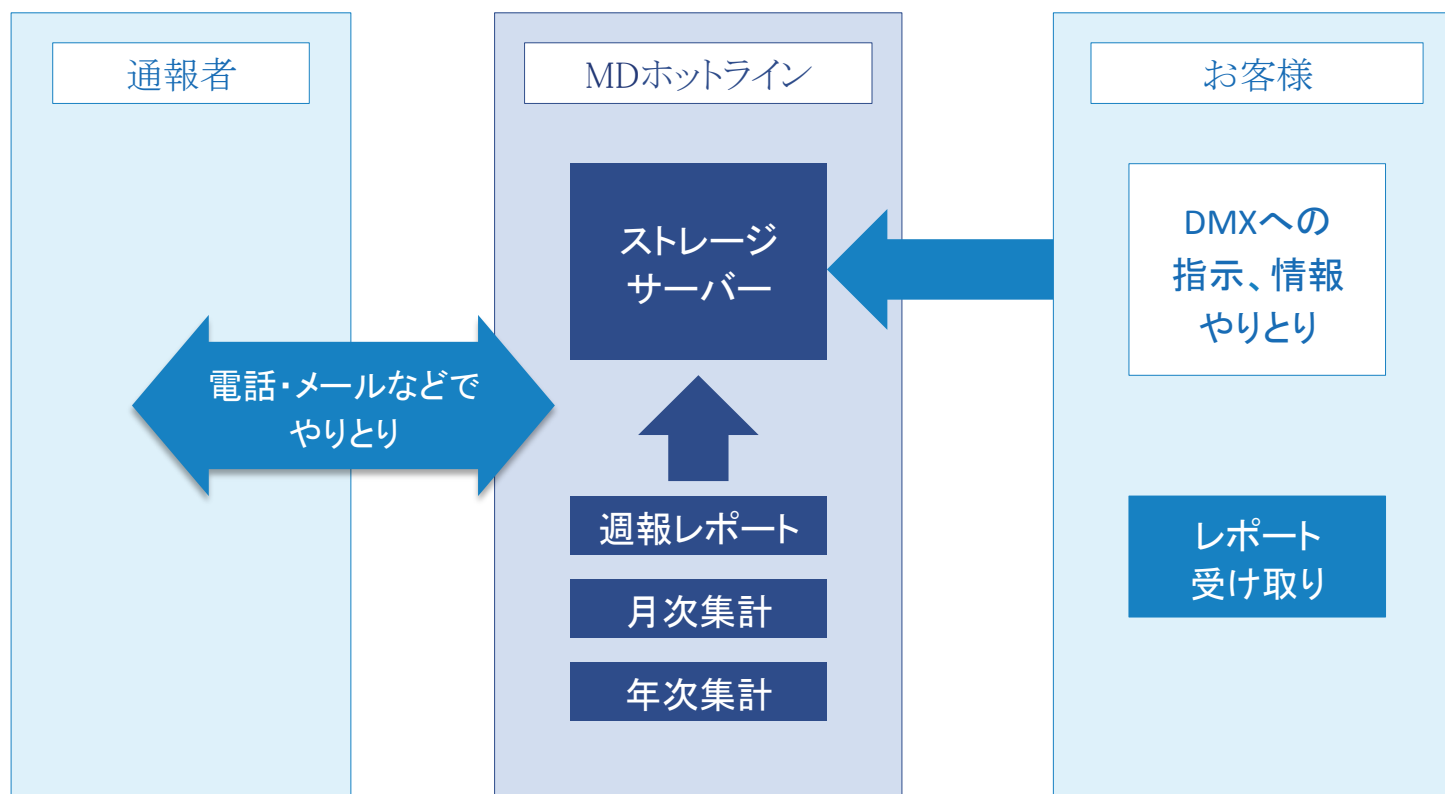 通報者
MDホットライン
お客様
ストレージ
サーバー
DMXへの
指示、情報
やりとり
電話・メールなどで
やりとり
週報レポート
月次集計
年次集計
レポート
受け取り